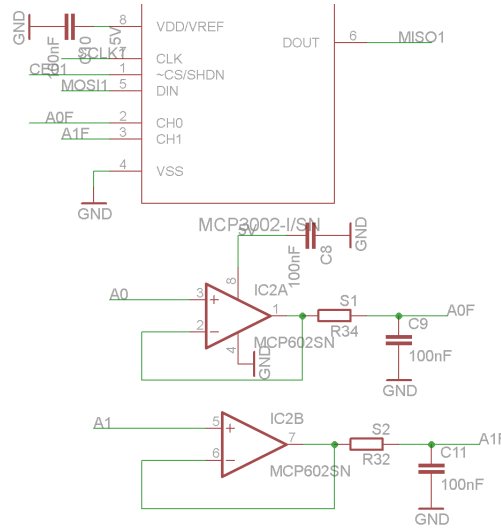 GND
100nF
C10
5V
8
VDD/VREF
DOUT
6
MISO1
SCLK1
7
CLK
CE01
1
~CS/SHDN
MOSI1
5
DIN
A0F
2
CH0
A1F
3
CH1
4
VSS
GND
MCP3002-I/SN
5V
100nF
C8
GND
8
IC2A
A0
3
+
1
2
−
MCP602SN
4
GND
S1
R34
A0F
C9
100nF
GND
IC2B
A1
5
+
7
6
−
MCP602SN
S2
R32
A1F
C11
100nF
GND